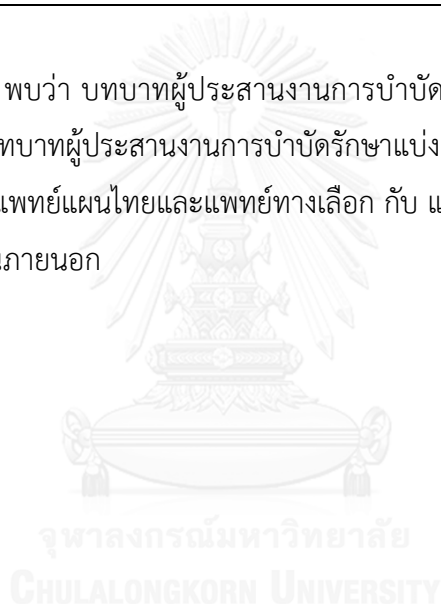 พบว่า บทบาทผู้ประสานงานการบำบัด
ทบาทผู้ประสานงานการบำบัดรักษาแบ่ง
แพทย์แผนไทยและแพทย์ทางเลือก กับ แ
นภายนอก
จุฬาลงกรณ์มหาวิทยาลัย
CHULALONGKORN UNIVERSITY